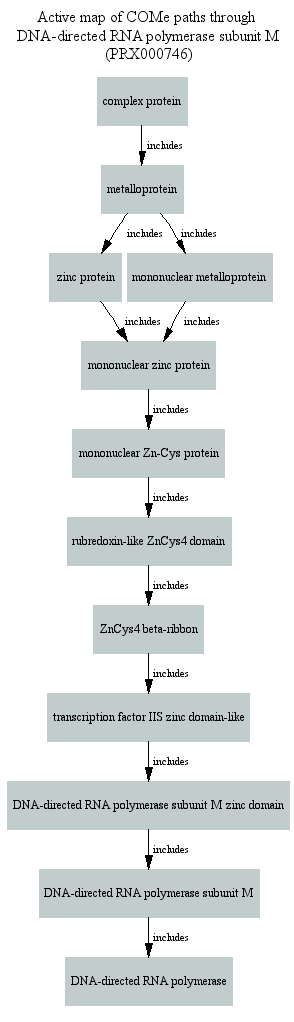 Active map of COMe paths through
DNA-directed RNA polymerase subunit M
(PRX000746)
complex protein
includes
metalloprotein
includes includes
zinc protein mononuclear metalloprotein
includes includes
mononuclear zinc protein
includes
mononuclear Zn-Cys protein
includes
rubredoxin-like ZnCys4 domain
includes
ZnCys4 beta-ribbon
includes
transcription factor IIS zinc domain-like
includes
DNA-directed RNA polymerase subunit M zinc domain
includes
DNA-directed RNA polymerase subunit M
includes
DNA-directed RNA polymerase